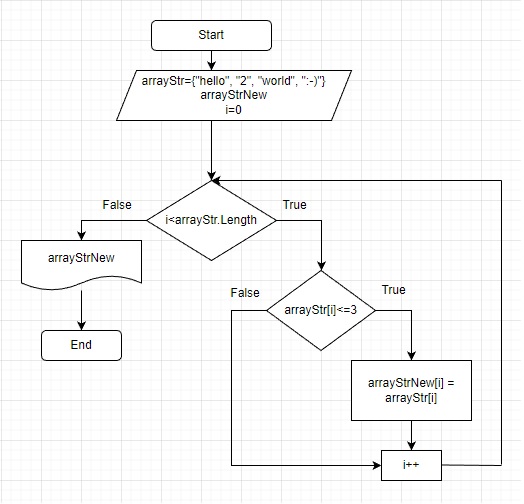 Start
arrayStr={"hello", "2", "world", ":-)"}
arrayStrNew
i=0
False
True
i<arrayStr.Length
arrayStrNew
False
True
arrayStr[i]<=3
End
arrayStrNew[i] =
arrayStr[i]
i++